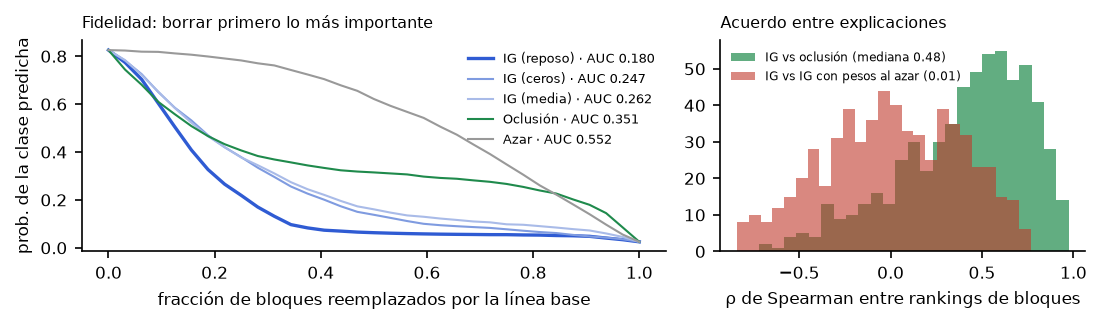 Fidelidad: borrar primero lo más importante
prob. de la clase predicha
0.8
0.6
0.4
0.2
0.0
IG (reposo) · AUC 0.180
IG (ceros) · AUC 0.247
IG (media) · AUC 0.262
Oclusión · AUC 0.351
Azar · AUC 0.552
0.0 0.2 0.4 0.6 0.8 1.0
fracción de bloques reemplazados por la línea base
Acuerdo entre explicaciones
IG vs oclusión (mediana 0.48)
IG vs IG con pesos al azar (0.01)
50
40
30
20
10
0
−0.5 0.0 0.5 1.0
ρ de Spearman entre rankings de bloques